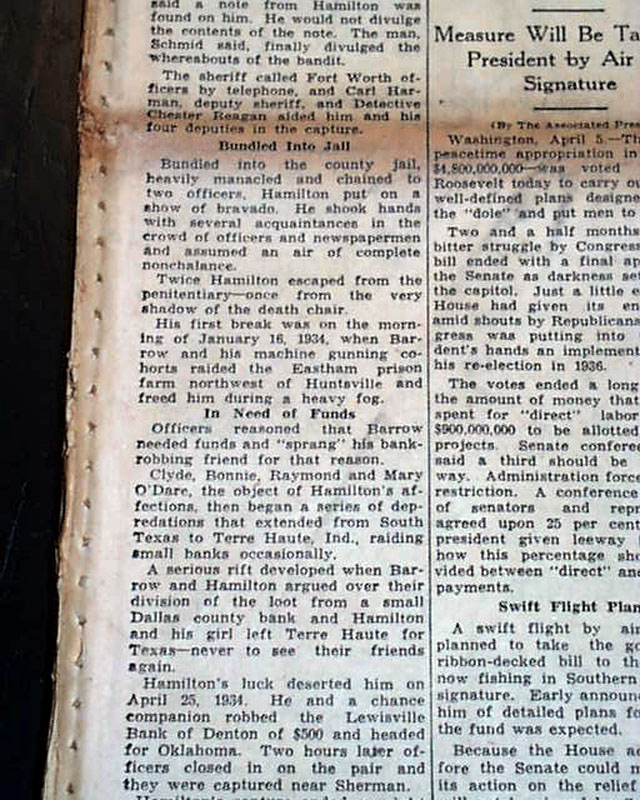 said a note from Hamilton was
found on him. He would not divulge
the contents of the note. The man,
Schmid said, finally divulged the
whereabouts of the bandit.
The sheriff called Fort Worth of-
ficers by telephone, and Carl Har-
man, deputy sheriff, and Detective
Chester Reagan aided him and his
four deputies in the capture.
Bundled Into Jail
Bundled into the county jail,
heavily manacled and chained to
two officers, Hamilton put on a
show of bravado. He shook hands
with several acquaintances in the
crowd of officers and newspapermen
and assumed an air of complete
nonchalance.
Twice Hamilton escaped from the
penitentiary—once from the very
shadow of the death chair.
His first break was on the morn-
ing of January 16, 1934, when Bar-
row and his machine gunning co-
horts raided the Eastham prison
farm northwest of Huntsville and
freed him during a heavy fog.
In Need of Funds
Officers reasoned that Barrow
needed funds and "sprang" his bank-
robbing friend for that reason.
Clyde, Bonnie, Raymond and Mary
O'Dare, the object of Hamilton's af-
fections, then began a series of dep-
redations that extended from South
Texas to Terre Haute, Ind., raiding
small banks occasionally.
A serious rift developed when Bar-
row and Hamilton argued over their
division of the loot from a small
Dallas county bank and Hamilton
and his girl left Terre Haute for
Texas—never to see their friends
again.
Hamilton's luck deserted him on
April 25, 1934. He and a chance
companion robbed the Lewisville
Bank of Denton of $500 and headed
for Oklahoma. Two hours later of-
ficers closed in on the pair and
they were captured near Sherman.
Measure Will Be Ta
President by Air
Signature
(By The Associated Pres
Washington, April 5.—Th
peacetime appropriation in
$4,800,000,000—was voted
Roosevelt today to carry ou
well-defined plans designe
the "dole" and put men to
Two and a half months
bitter struggle by Congres
bill ended with a final ap
the Senate as darkness set
the capitol. Just a little e
House had given its en
amid shouts by Republicans
gress was putting into
dent's hands an implement
his re-election in 1936.
The votes ended a long
the amount of money that
spent for "direct" labor
$900,000,000 to be allotted
projects. Senate conferee
said a third should be
way. Administration force
restriction. A conference
of senators and repr
agreed upon 25 per cent
president given leeway
how this percentage sho
vided between "direct" and
payments.
Swift Flight Plan
A swift flight by air
planned to take the go
ribbon-decked bill to th
now fishing in Southern
signature. Early announ
him of detailed plans fo
the fund was expected.
Because the House ac
fore the Senate could m
its action on the relief